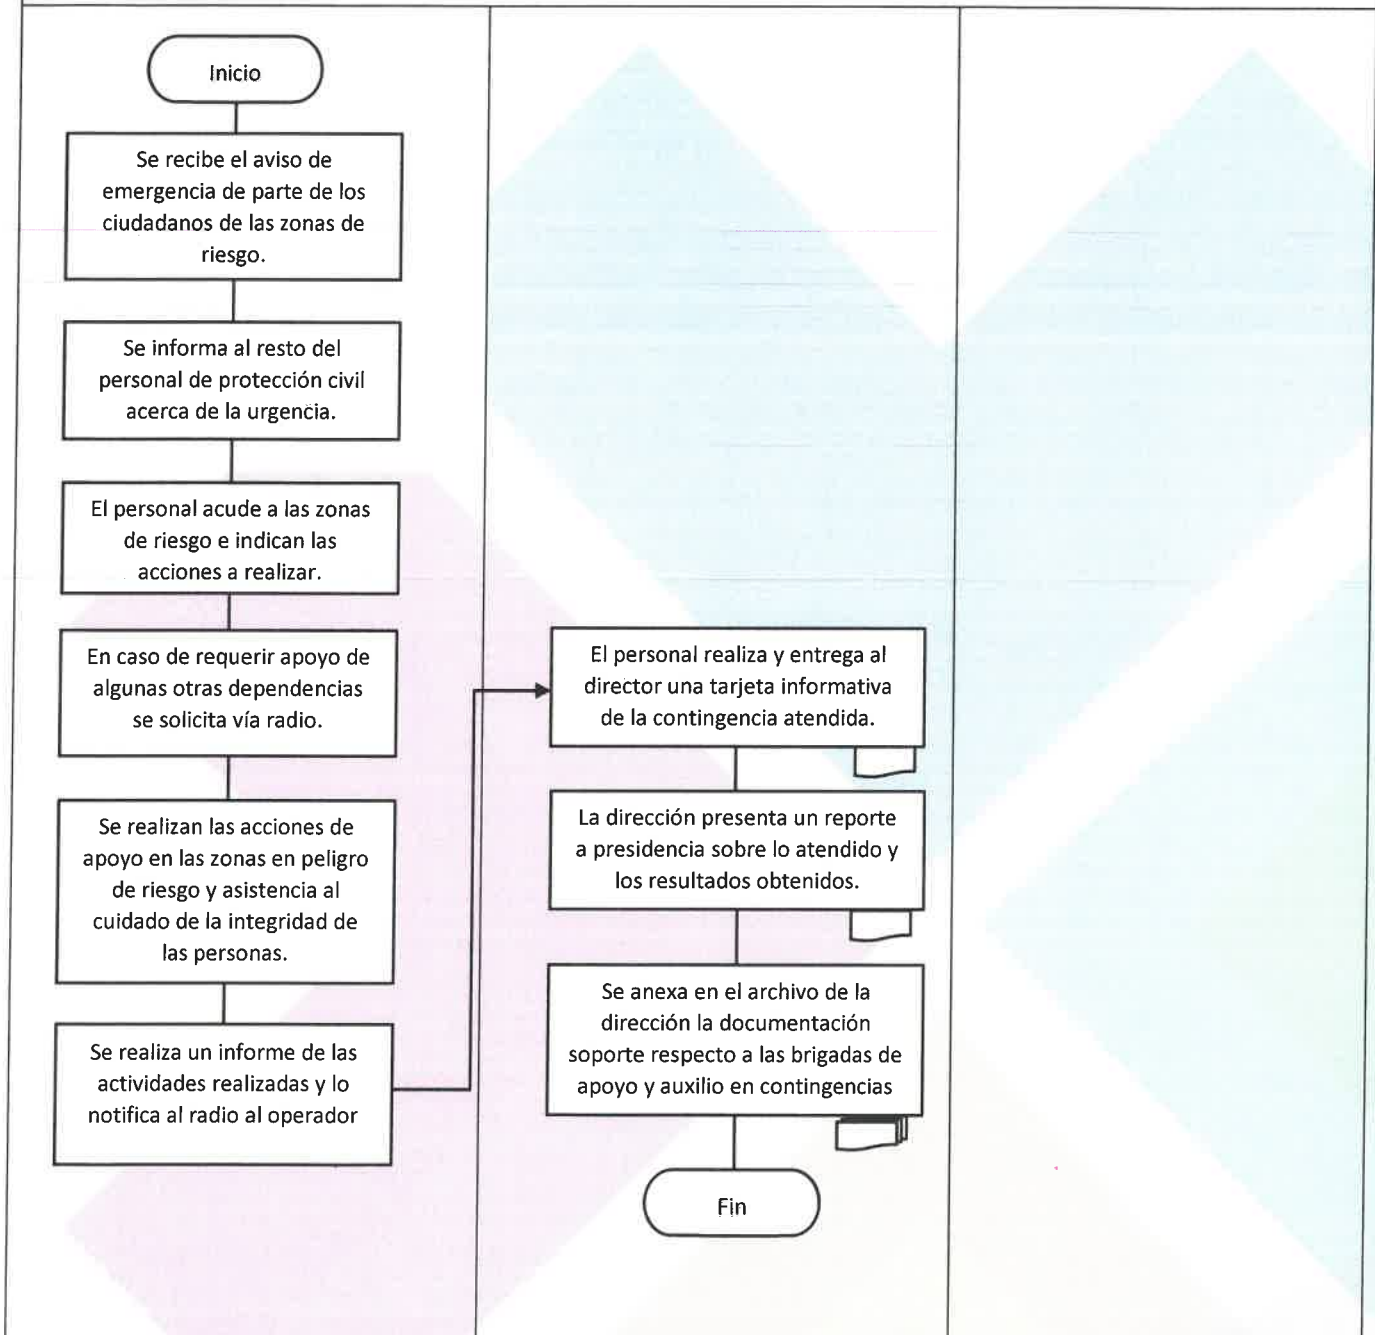 Inicio
Se recibe el aviso de
emergencia de parte de los
ciudadanos de las zonas de
riesgo.
Se informa al resto del
personal de protección civil
acerca de la urgencia.
El personal acude a las zonas
de riesgo e indican las
acciones a realizar.
En caso de requerir apoyo de
algunas otras dependencias
se solicita vía radio.
Se realizan las acciones de
apoyo en las zonas en peligro
de riesgo y asistencia al
cuidado de la integridad de
las personas.
Se realiza un informe de las
actividades realizadas y lo
notifica al radio al operador
El personal realiza y entrega al
director una tarjeta informativa
de la contingencia atendida.
La dirección presenta un reporte
a presidencia sobre lo atendido y
los resultados obtenidos.
Se anexa en el archivo de la
dirección la documentación
soporte respecto a las brigadas de
apoyo y auxilio en contingencias
Fin